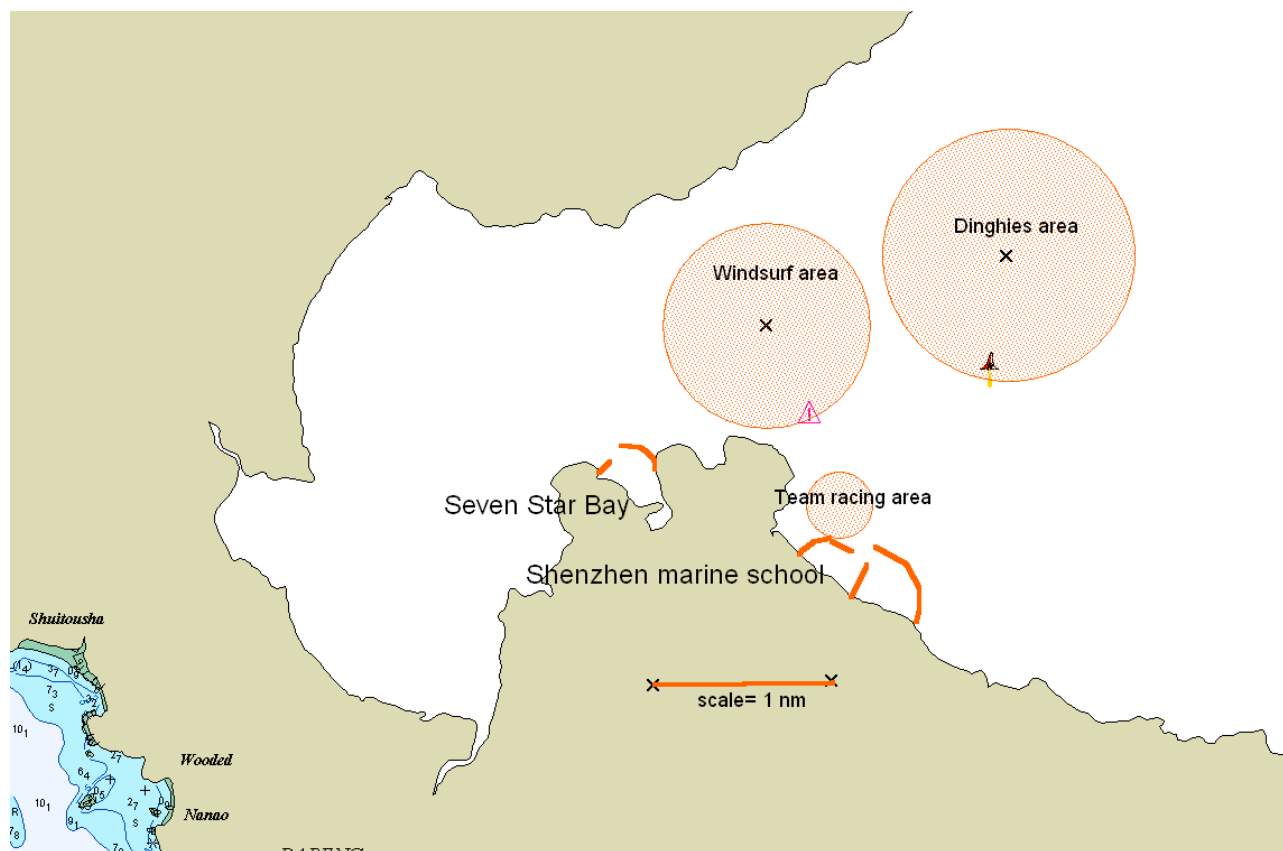 Dinghies area
Windsurf area
Team racing area
Seven Star Bay
Shenzhen marine school
Shuitousha
scale= 1 nm
Wooded
Nanao